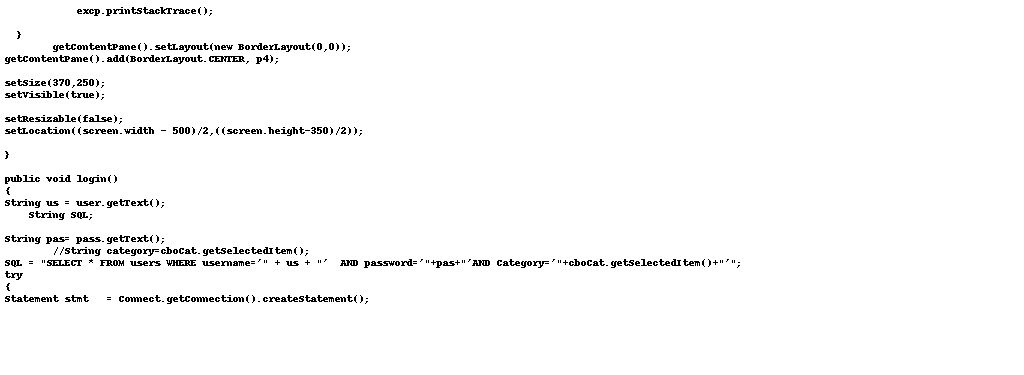 excp.printStackTrace();
}
getContentPane().setLayout(new BorderLayout(0,0));
getContentPane().add(BorderLayout.CENTER, p4);
setSize(370,250);
setVisible(true);
setResizable(false);
setLocation((screen.width - 500)/2,((screen.height-350)/2));
}
public void login()
{
String us = user.getText();
String SQL;
String pas= pass.getText();
//String category=cboCat.getSelectedItem();
SQL = "SELECT * FROM users WHERE username='" + us + "'  AND password='"+pas+"'AND Category='"+cboCat.getSelectedItem()+"'";
try
{
Statement stmt   = Connect.getConnection().createStatement();